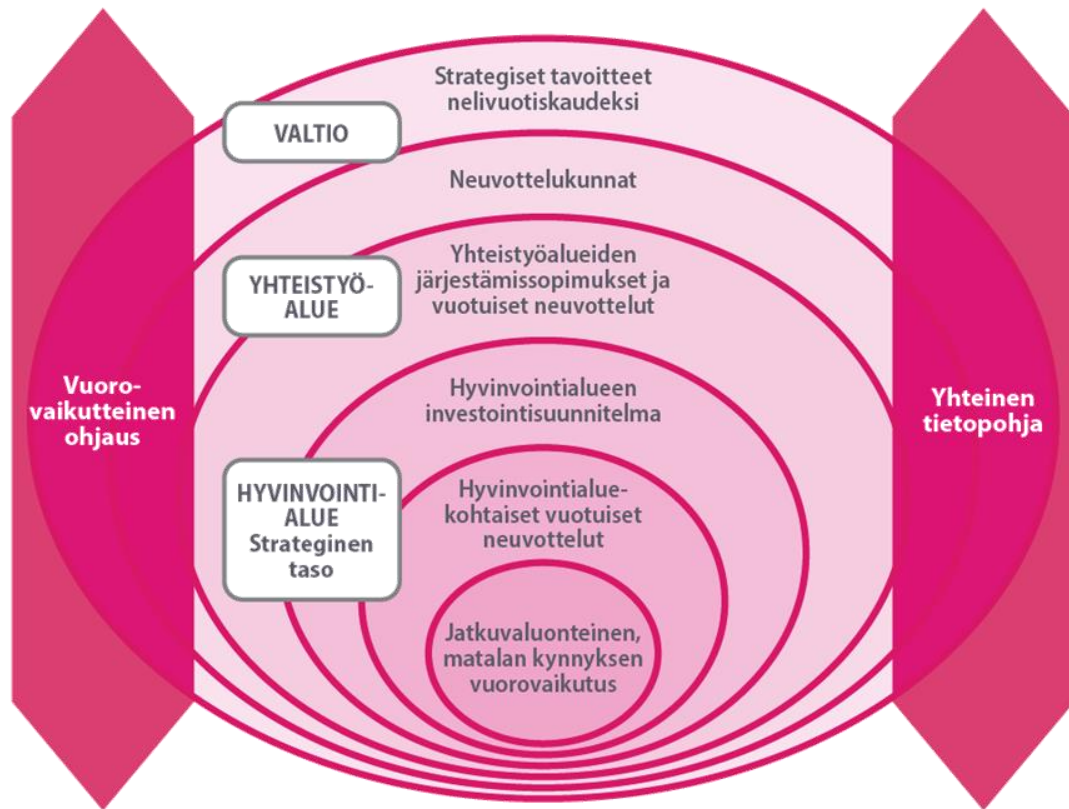 Strategiset tavoitteet
nelivuotiskaudeksi
VALTIO
Neuvottelukunnat
YHTEISTYÖ-
ALUE
Yhteistyöalueiden
järjestämissopimukset ja
vuotuiset neuvottelut
Vuoro-
vaikutteinen
ohjaus
Hyvinvointialueen
investointisuunnitelma
Yhteinen
tietopohja
HYVINVOINTI-
ALUE
Strateginen
taso
Hyvinvointialue-
kohtaiset vuotuiset
neuvottelut
Jatkuvaluonteinen,
matalan kynnyksen
vuorovaikutus